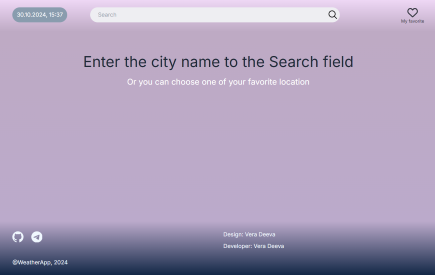 30.10.2024, 15:37
Search
My favorite
Enter the city name to the Search field
Or you can choose one of your favorite location
Design: Vera Deeva
Developer: Vera Deeva
©WeatherApp, 2024